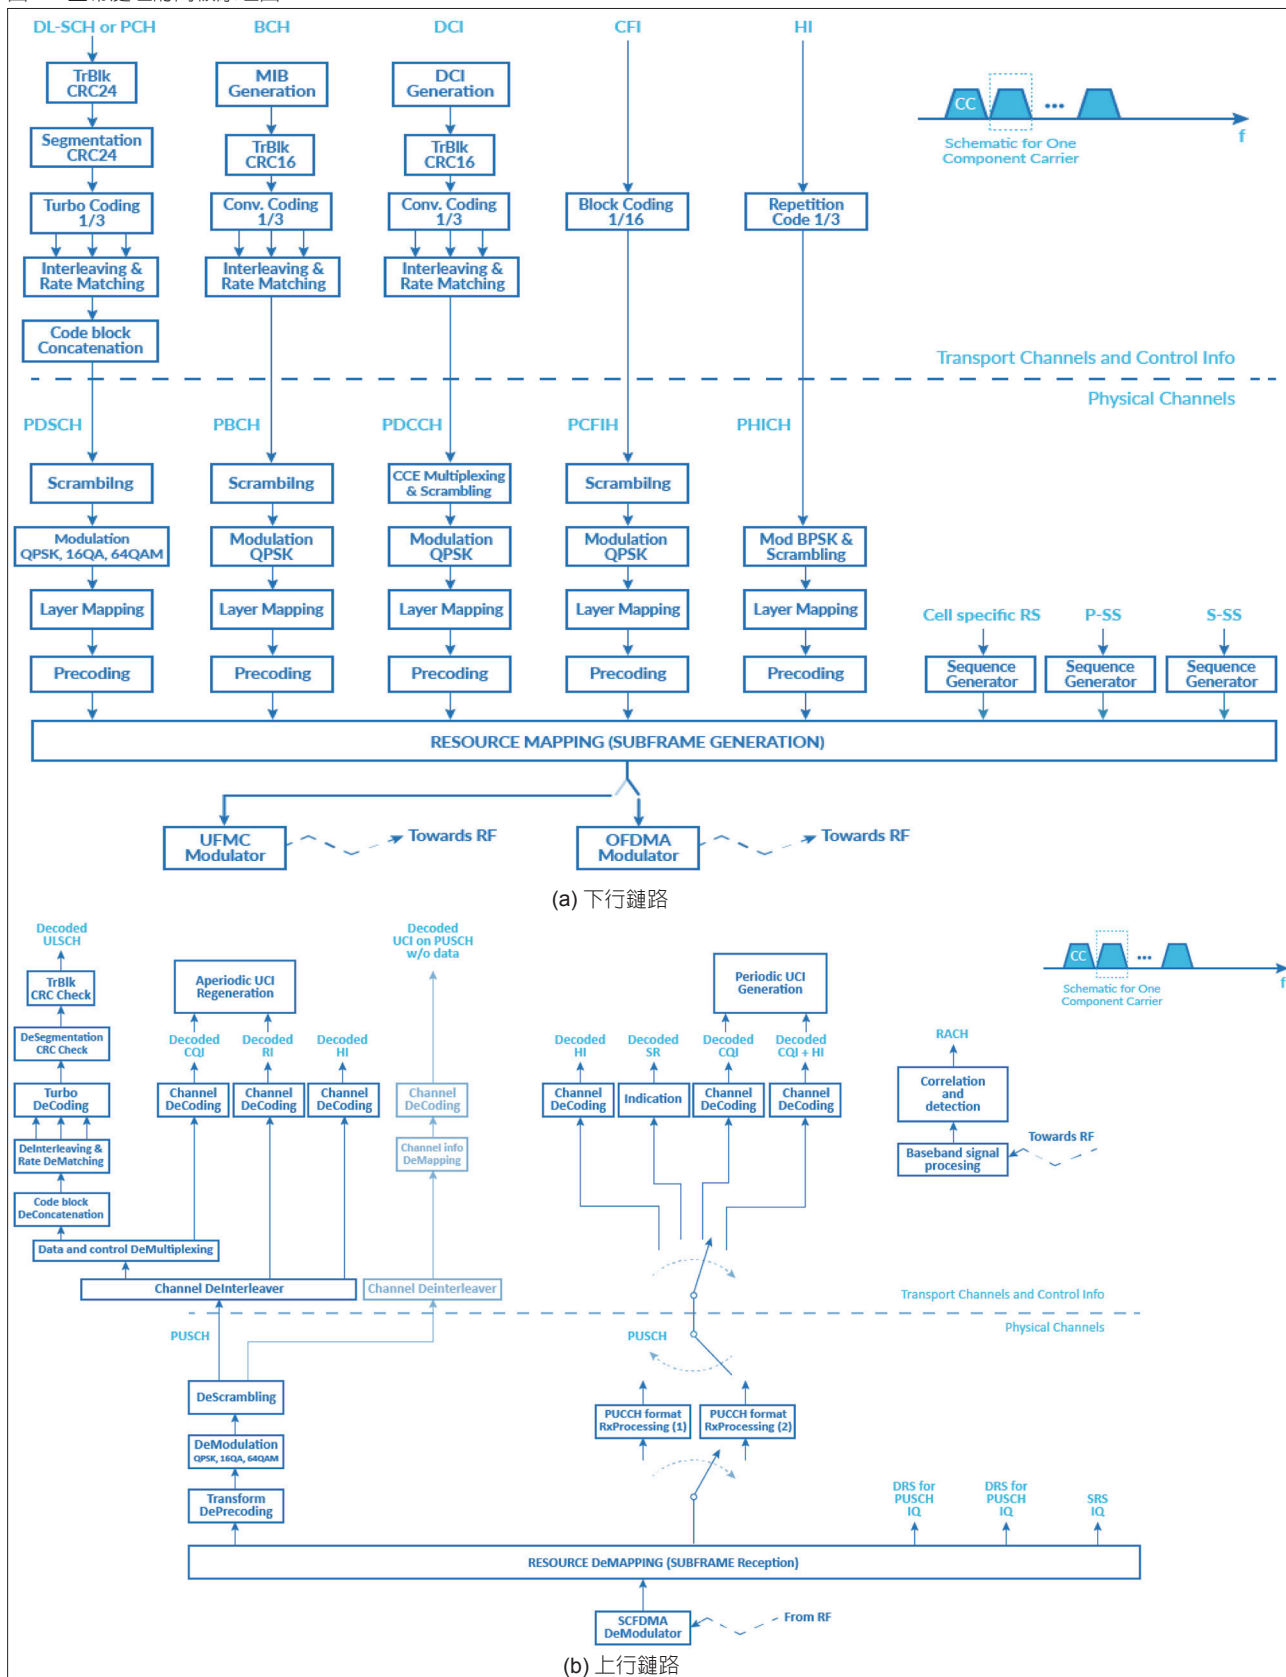 DL-SCH or PCH
BCH
DCI
CFI
HI
TrBlk
CRC24
MIB
Generation
DCI
Generation
CC
...
f
Schematic for One
Component Carrier
Segmentation
CRC24
TrBlk
CRC16
TrBlk
CRC16
Turbo Coding
1/3
Conv. Coding
1/3
Conv. Coding
1/3
Block Coding
1/16
Repetition
Code 1/3
Interleaving &
Rate Matching
Interleaving &
Rate Matching
Interleaving &
Rate Matching
Code block
Concatenation
Transport Channels and Control Info
Physical Channels
PDSCH
PBCH
PDCCH
PCFIH
PHICH
Scrambilng
Scrambilng
CCE Multiplexing
& Scrambling
Scrambilng
Modulation
QPSK, 16QA, 64QAM
Modulation
QPSK
Modulation
QPSK
Modulation
QPSK
Mod BPSK &
Scrambling
Layer Mapping
Layer Mapping
Layer Mapping
Layer Mapping
Layer Mapping
Cell specific RS
P-SS
S-SS
Precoding
Precoding
Precoding
Precoding
Precoding
Sequence
Generator
Sequence
Generator
Sequence
Generator
RESOURCE MAPPING (SUBFRAME GENERATION)
UFMC
Modulator
Towards RF
OFDMA
Modulator
Towards RF
(a) 下行鏈路
Decoded
ULSCH
Decoded
UCI on PUSCH
w/o data
TrBlk
CRC Check
Aperiodic UCI
Regeneration
Periodic UCI
Generation
CC
...
f
Schematic for One
Component Carrier
DeSegmentation
CRC Check
Decoded
CQI
Decoded
RI
Decoded
HI
Decoded
HI
Decoded
SR
Decoded
CQI
Decoded
CQI + HI
RACH
Turbo
DeCoding
Channel
DeCoding
Channel
DeCoding
Channel
DeCoding
Channel
DeCoding
Channel
DeCoding
Indication
Channel
DeCoding
Channel
DeCoding
Correlation
and
detection
DeInterleaving &
Rate DeMatching
Channel info
DeMapping
Baseband signal
procesing
Towards RF
Code block
DeConcatenation
Data and control DeMultiplexing
Channel DeInterleaver
Channel Deinterleaver
Transport Channels and Control Info
Physical Channels
PUSCH
PUSCH
DeScrambling
PUCCH format
RxProcessing (1)
PUCCH format
RxProcessing (2)
DeModulation
QPSK, 16QA, 64QAM
Transform
DePrecoding
DRS for
PUSCH
IQ
DRS for
PUSCH
IQ
SRS
IQ
RESOURCE DeMAPPING (SUBFRAME Reception)
SCFDMA
DeModulator
From RF
(b) 上行鏈路